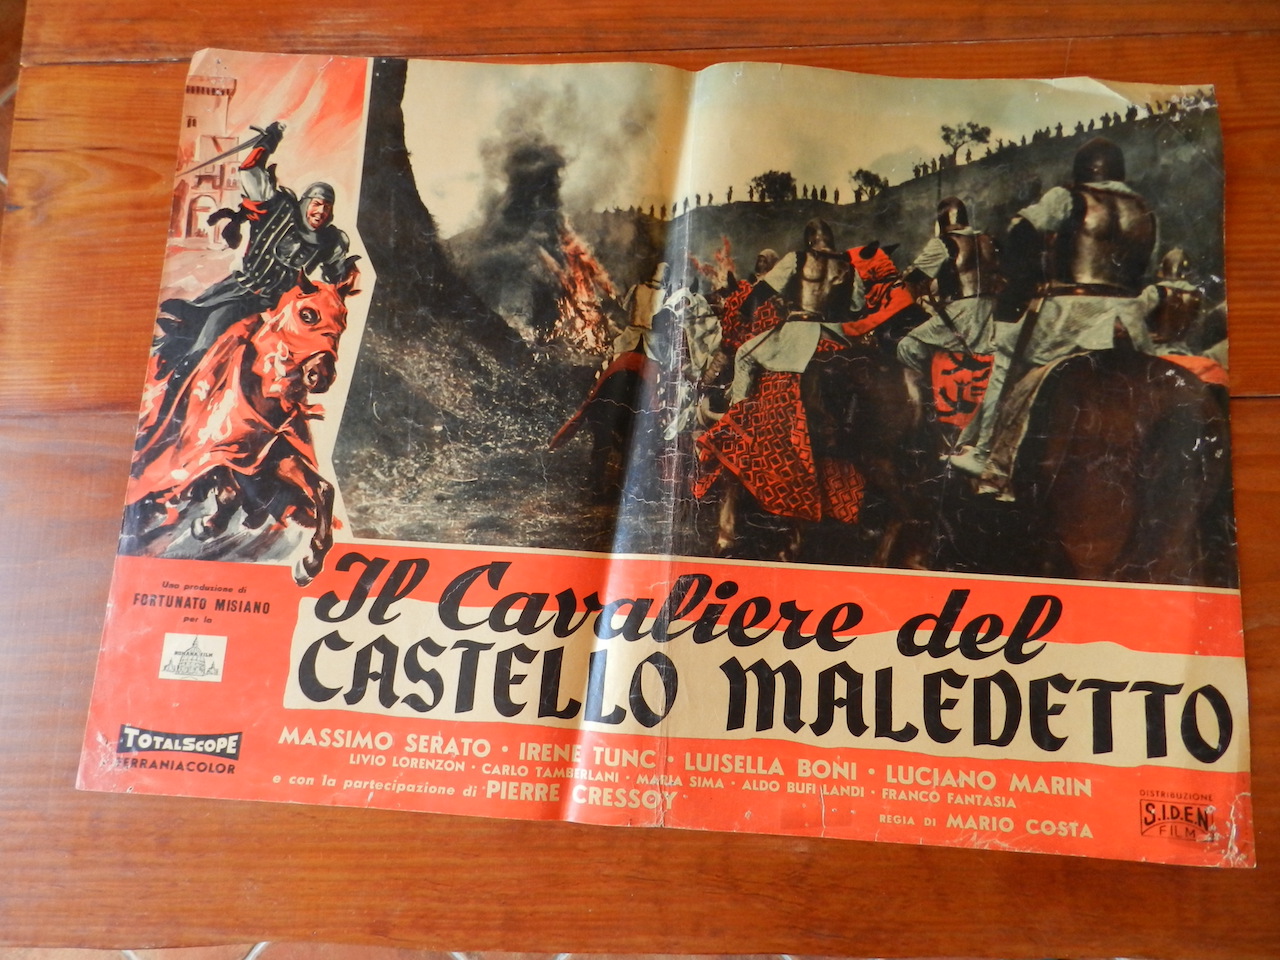 Una produzione di
FORTUNATO MISIANO
per la
ROMANA FILM
TOTALSCOPE
FERRANIACOLOR
Il Cavaliere del
CASTELLO MALEDETTO
MASSIMO SERATO · IRENE TUNC · LUISELLA BONI · LUCIANO MARIN
LIVIO LORENZON · CARLO TAMBERLANI · MARIA SIMA · ALDO BUFI LANDI · FRANCO FANTASIA
e con la partecipazione di PIERRE CRESSOY
REGIA DI MARIO COSTA
DISTRIBUZIONE
S.I.D.E.N.
FILM